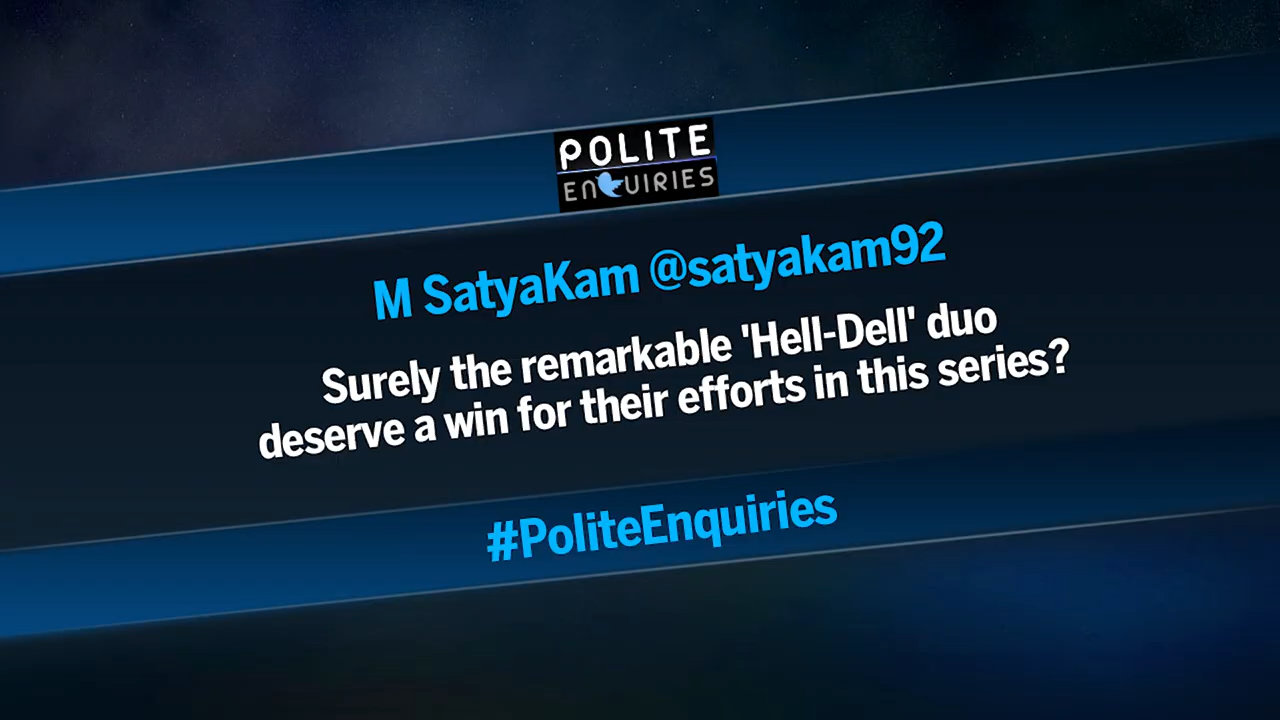 POLITE
ENQUIRIES
M SatyaKam @satyakam92
Surely the remarkable 'Hell-Dell' duo
deserve a win for their efforts in this series?
#PoliteEnquiries